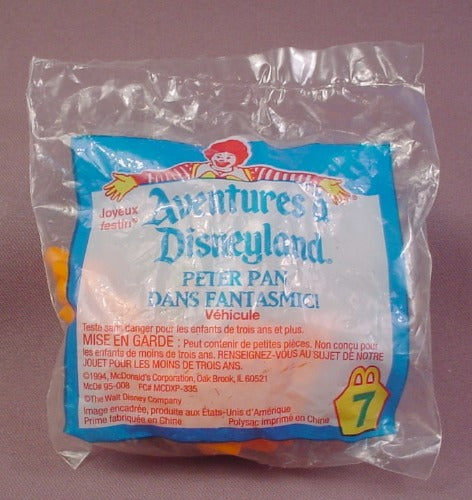 Joyeux
festin
Aventures à
Disneyland
PETER PAN
DANS FANTASMIC!
Véhicule
Testé sans danger pour les enfants de trois ans et plus.
MISE EN GARDE : Peut contenir de petites pièces. Non conçu pour
les enfants de moins de trois ans. RENSEIGNEZ-VOUS AU SUJET DE NOTRE
JOUET POUR LES MOINS DE TROIS ANS.
©1994, McDonald's Corporation, Oak Brook, IL 60521
McD# 95-008 FC# MCDXP-335
©The Walt Disney Company
Image encadrée, produite aux États-Unis d'Amérique
Prime fabriquée en Chine Polysac imprimé en Chine
7